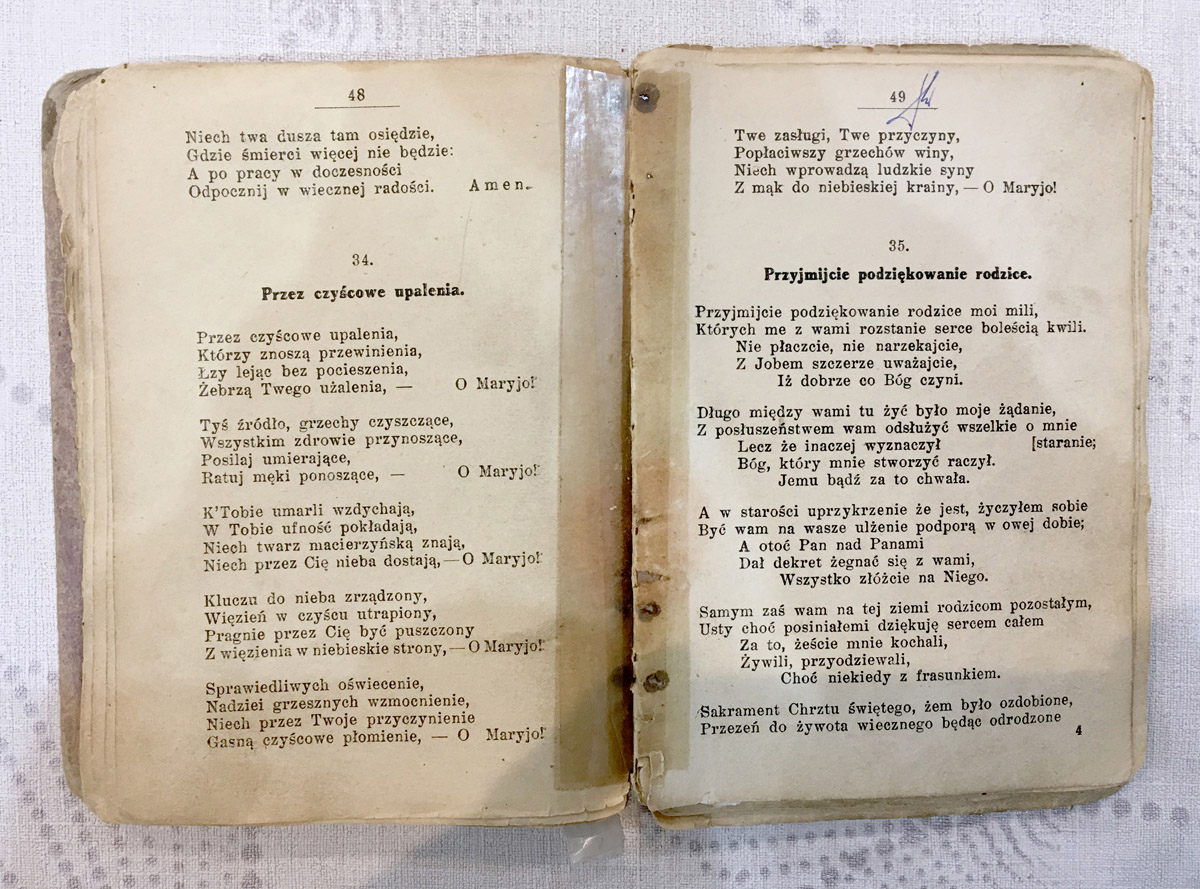 48
Niech twa dusza tam osiędzie,
Gdzie śmierci więcej nie będzie:
A po pracy w doczesności
Odpocznij w wiecznej radości. Amen.
34.
Przez czyścowe upalenia.
Przez czyścowe upalenia,
Którzy znoszą przewinienia,
Łzy lejąc bez pocieszenia,
Żebrzą Twego użalenia, — O Maryjo!
Tyś źródło, grzechy czyszczące,
Wszystkim zdrowie przynoszące,
Posilaj umierające,
Ratuj męki ponoszące, — O Maryjo!
K'Tobie umarli wzdychają,
W Tobie ufność pokładają,
Niech twarz macierzyńską znają,
Niech przez Cię nieba dostają, — O Maryjo!
Kluczu do nieba zrządzony,
Więzień w czyścu utrapiony,
Pragnie przez Cię być puszczony
Z więzienia w niebieskie strony, — O Maryjo!
Sprawiedliwych oświecenie,
Nadziei grzesznych wzmocnienie,
Niech przez Twoje przyczynienie
Gasną czyścowe płomienie, — O Maryjo!
49
Twe zasługi, Twe przyczyny,
Popłaciwszy grzechów winy,
Niech wprowadzą ludzkie syny
Z mąk do niebieskiej krainy, — O Maryjo!
35.
Przyjmijcie podziękowanie rodzice.
Przyjmijcie podziękowanie rodzice moi mili,
Których me z wami rozstanie serce boleścią kwili.
Nie płaczcie, nie narzekajcie,
Z Jobem szczerze uważajcie,
Iż dobrze co Bóg czyni.
Długo między wami tu żyć było moje żądanie,
Z posłuszeństwem wam odsłużyć wszelkie o mnie
Lecz że inaczej wyznaczył [staranie;
Bóg, który mnie stworzyć raczył.
Jemu bądź za to chwała.
A w starości uprzykrzenie że jest, życzyłem sobie
Być wam na wasze ulżenie podporą w owej dobie;
A otoć Pan nad Panami
Dał dekret żegnać się z wami,
Wszystko złóżcie na Niego.
Samym zaś wam na tej ziemi rodzicom pozostałym,
Usty choć posiniałemi dziękuję sercem całem
Za to, żeście mnie kochali,
Żywili, przyodziewali,
Choć niekiedy z frasunkiem.
Sakrament Chrztu świętego, żem było ozdobione,
Przezeń do żywota wiecznego będąc odrodzone
4